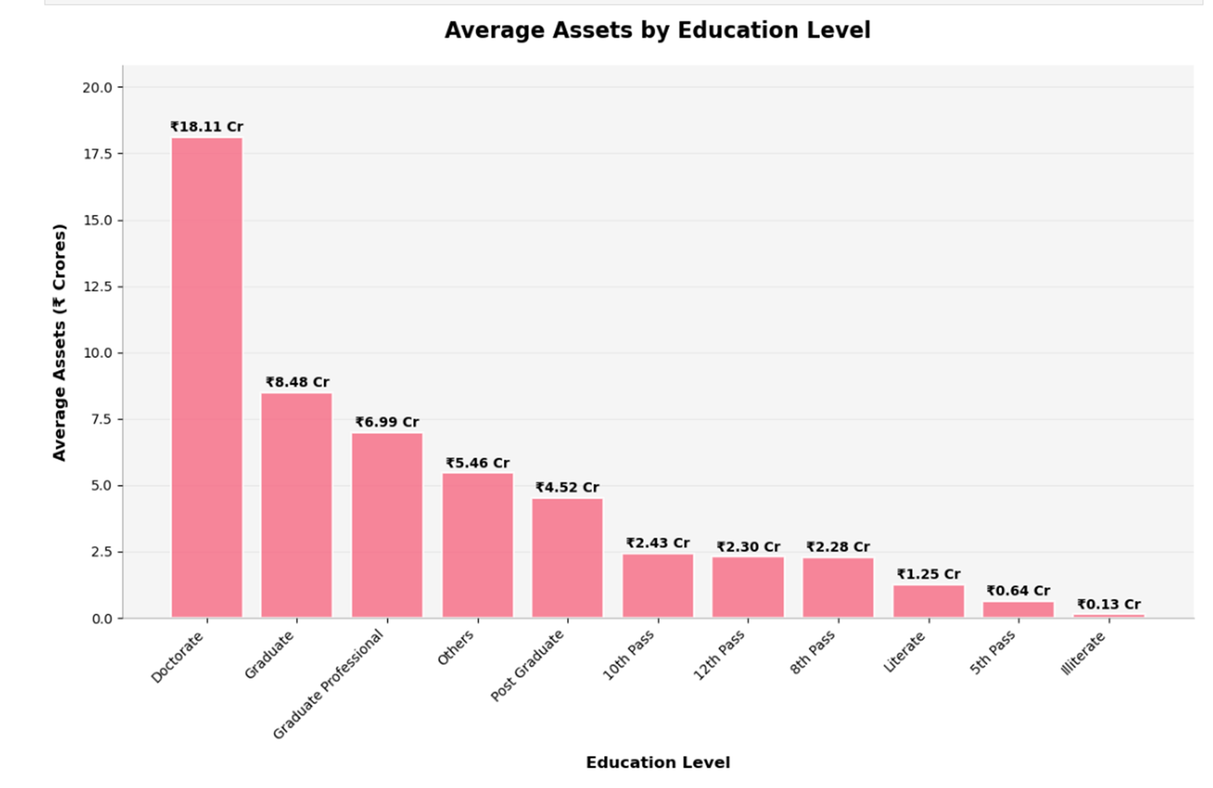 Average Assets by Education Level
Average Assets (₹ Crores)
20.0
17.5
15.0
12.5
10.0
7.5
5.0
2.5
0.0
₹18.11 Cr
₹8.48 Cr
₹6.99 Cr
₹5.46 Cr
₹4.52 Cr
₹2.43 Cr
₹2.30 Cr
₹2.28 Cr
₹1.25 Cr
₹0.64 Cr
₹0.13 Cr
Doctorate
Graduate
Graduate Professional
Others
Post Graduate
10th Pass
12th Pass
8th Pass
Literate
5th Pass
Illiterate
Education Level